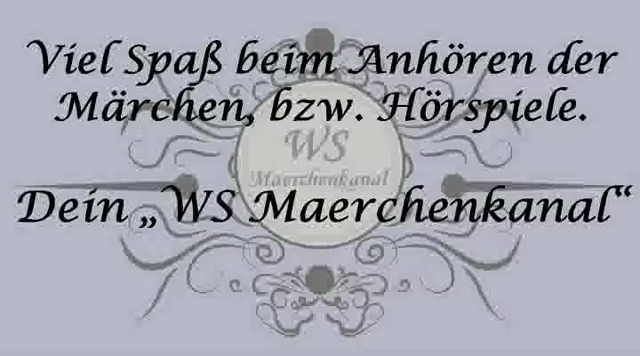 Viel Spaß beim Anhören der
Märchen, bzw. Hörspiele.
WS
Maerchenkanal
Dein „WS Maerchenkanal“